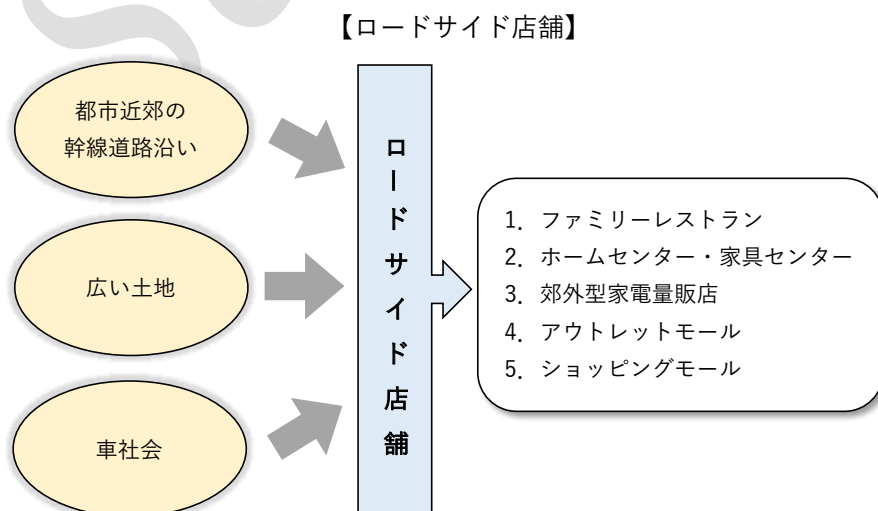 【ロードサイド店舗】
都市近郊の
幹線道路沿い
広い土地
車社会
ロードサイド店舗
1. ファミリーレストラン
2. ホームセンター・家具センター
3. 郊外型家電量販店
4. アウトレットモール
5. ショッピングモール